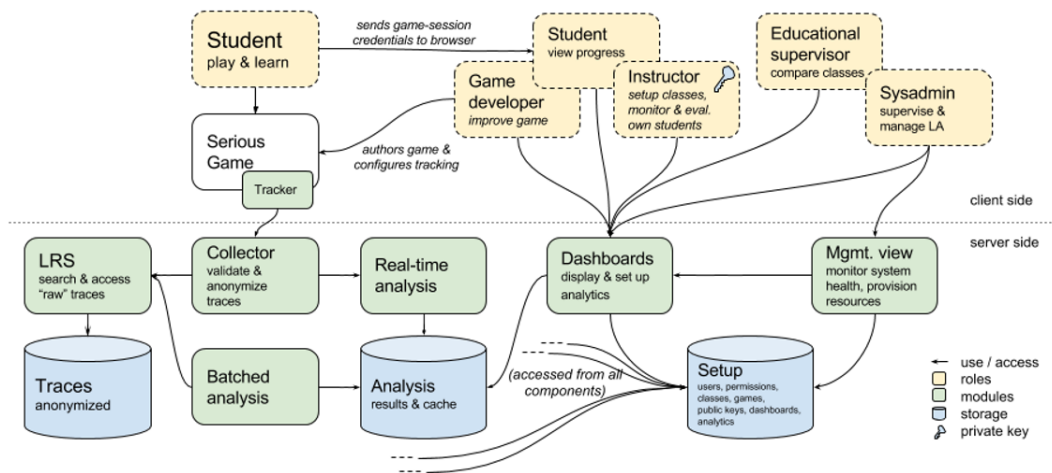 Student
play & learn
sends game-session
credentials to browser
Student
view progress
Game
developer
improve game
Instructor
setup classes,
monitor & eval.
own students
Educational
supervisor
compare classes
Sysadmin
supervise &
manage LA
Serious
Game
Tracker
authors game &
configures tracking
client side
server side
LRS
search & access
“raw” traces
Collector
validate &
anonymize
traces
Real-time
analysis
Dashboards
display & set up
analytics
Mgmt. view
monitor system
health, provision
resources
Traces
anonymized
Batched
analysis
Analysis
results & cache
(accessed from all
components)
Setup
users, permissions,
classes, games,
public keys, dashboards,
analytics
use / access
roles
modules
storage
private key